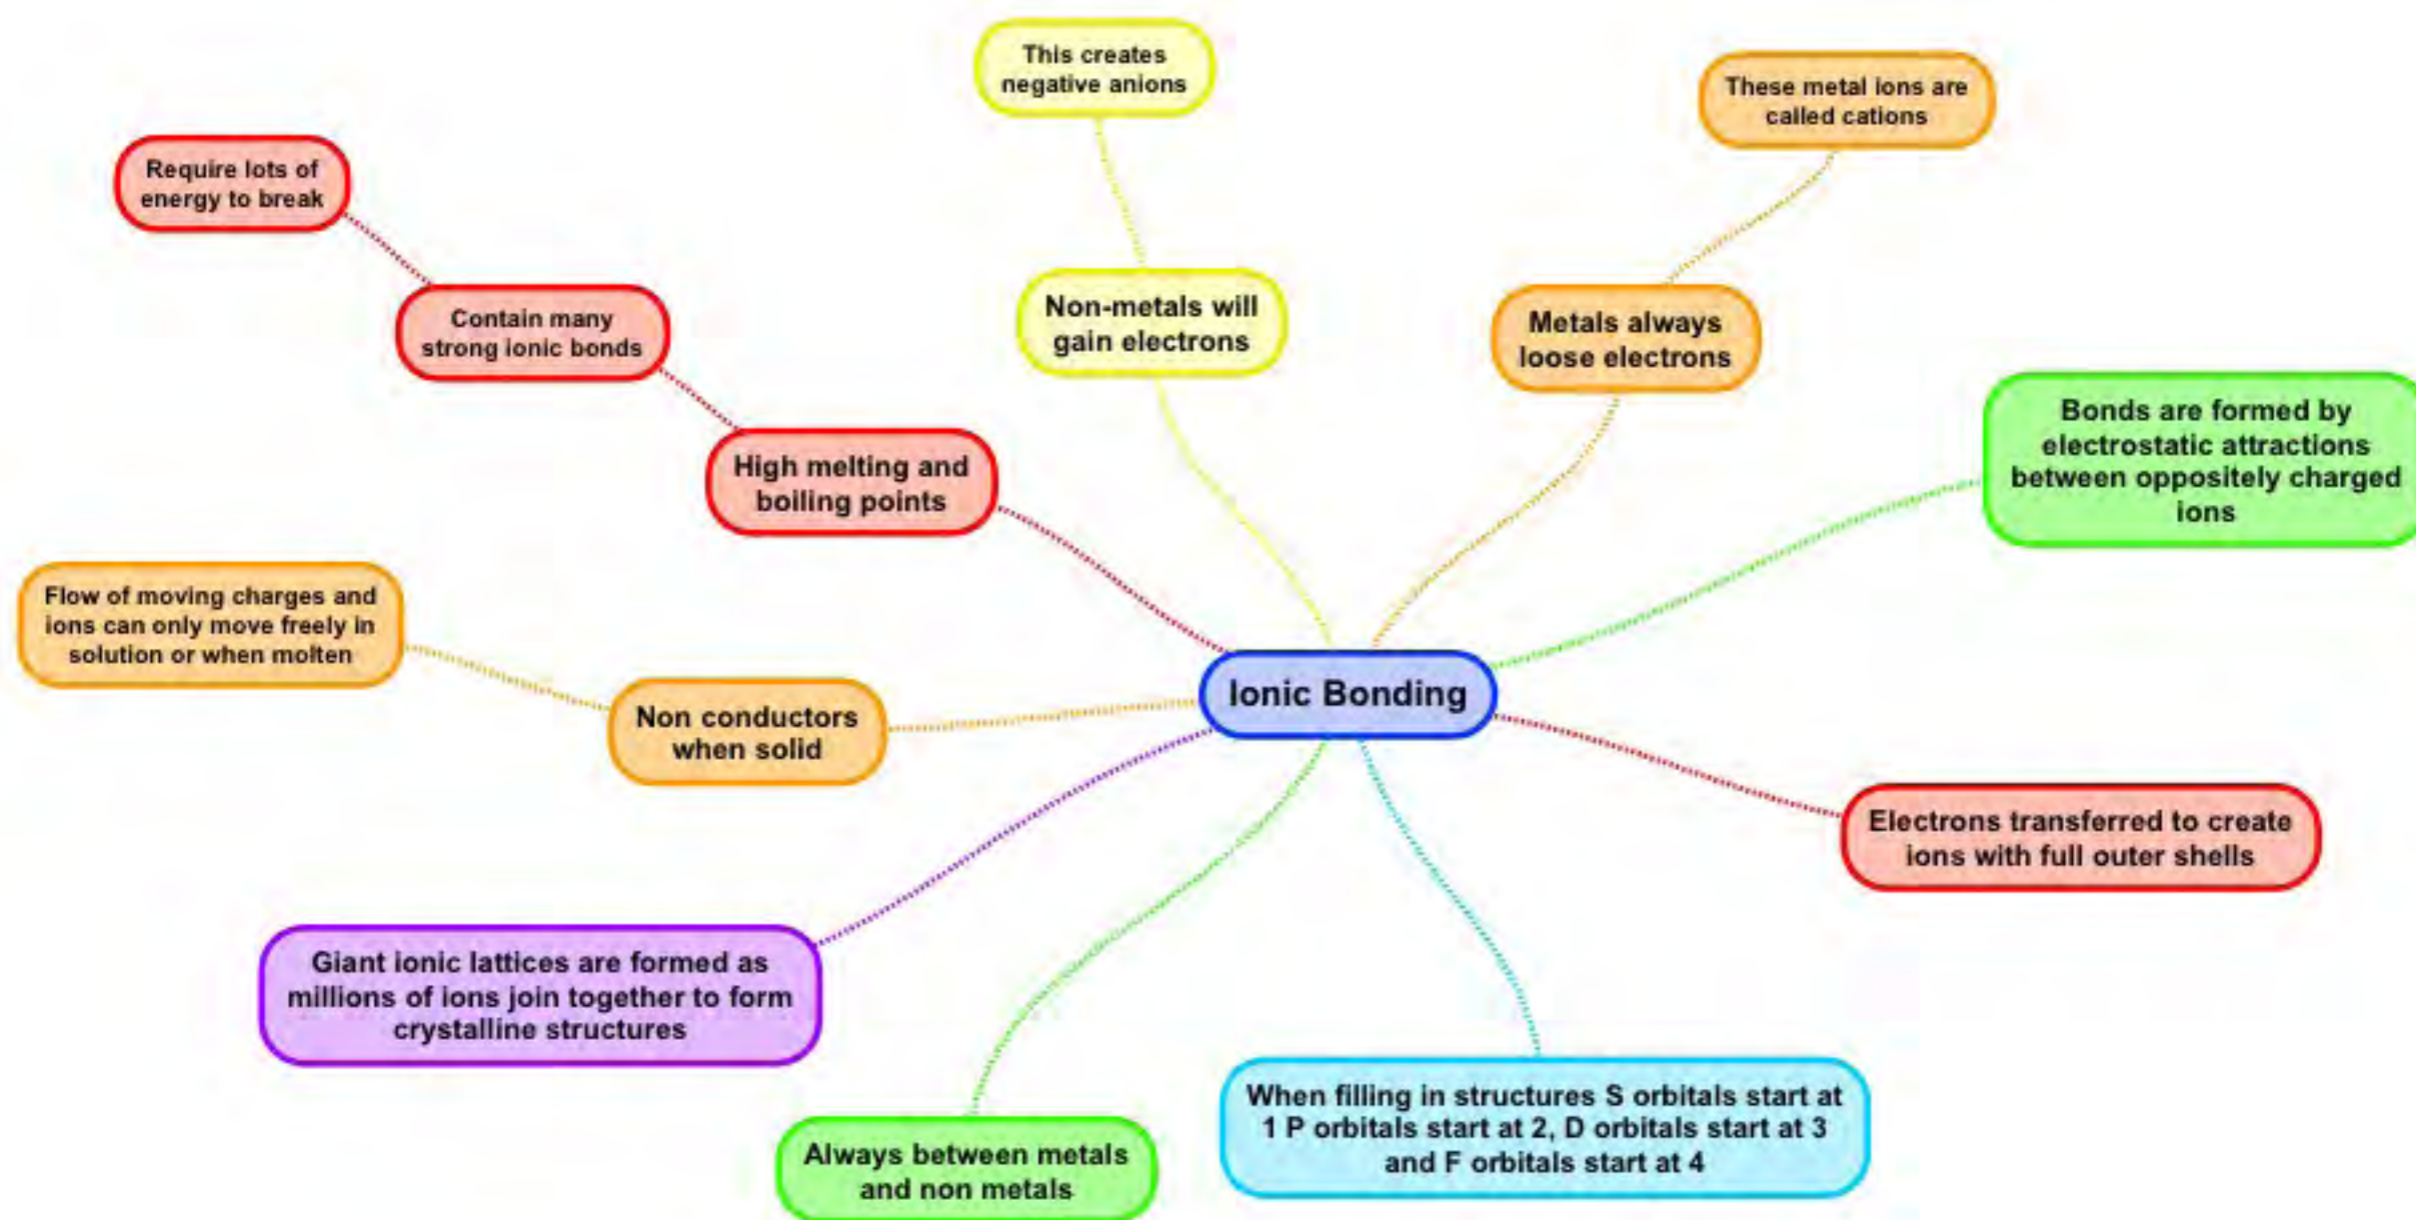 This creates
negative anions
These metal ions are
called cations
Require lots of
energy to break
Contain many
strong ionic bonds
Non-metals will
gain electrons
Metals always
loose electrons
Bonds are formed by
electrostatic attractions
between oppositely charged
ions
High melting and
boiling points
Flow of moving charges and
ions can only move freely in
solution or when molten
Non conductors
when solid
Ionic Bonding
Electrons transferred to create
ions with full outer shells
Giant ionic lattices are formed as
millions of ions join together to form
crystalline structures
Always between metals
and non metals
When filling in structures S orbitals start at
1 P orbitals start at 2, D orbitals start at 3
and F orbitals start at 4